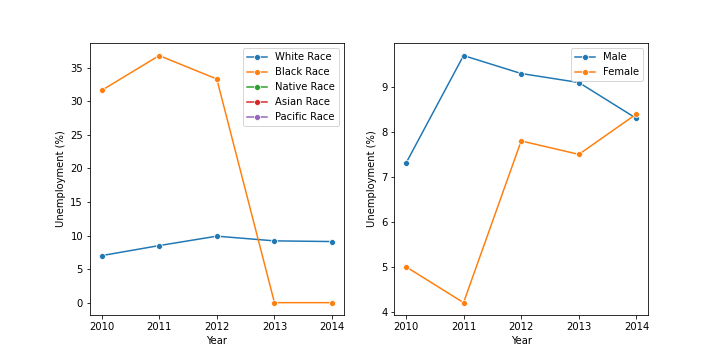 White Race
Black Race
Native Race
Asian Race
Pacific Race
35
30
25
20
15
10
5
0
Unemployment (%)
2010 2011 2012 2013 2014
Year
Male
Female
9
8
7
6
5
4
Unemployment (%)
2010 2011 2012 2013 2014
Year